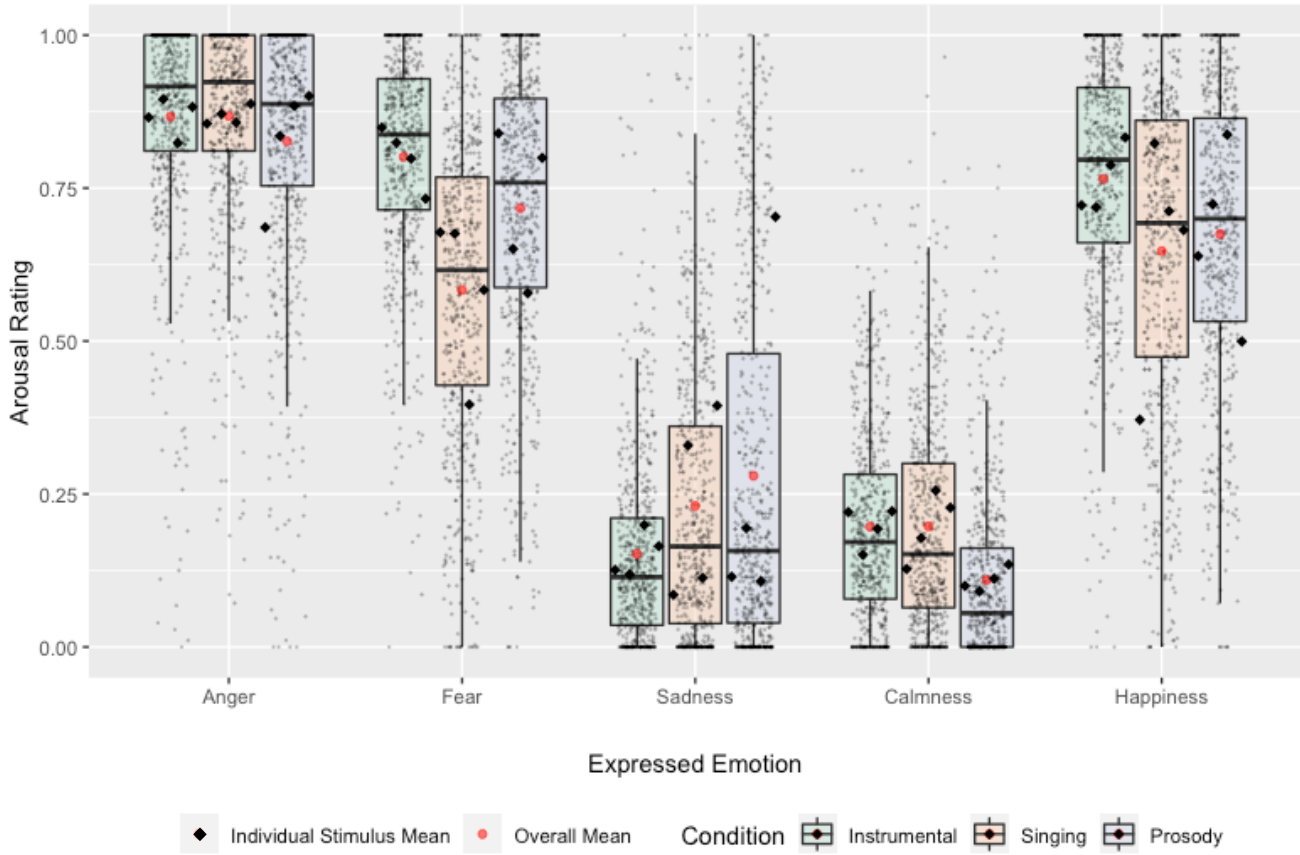 1.00
0.75
0.50
0.25
0.00
Arousal Rating
Anger Fear Sadness Calmness Happiness
Expressed Emotion
Individual Stimulus Mean Overall Mean Condition Instrumental Singing Prosody